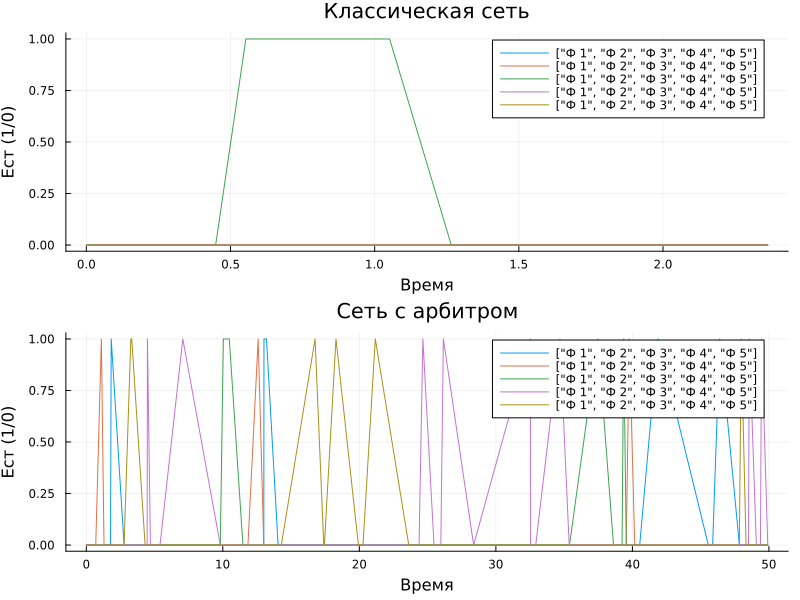 Классическая сеть
Ест (1/0)
1.00
0.75
0.50
0.25
0.00
["Ф 1", "Ф 2", "Ф 3", "Ф 4", "Ф 5"]
["Ф 1", "Ф 2", "Ф 3", "Ф 4", "Ф 5"]
["Ф 1", "Ф 2", "Ф 3", "Ф 4", "Ф 5"]
["Ф 1", "Ф 2", "Ф 3", "Ф 4", "Ф 5"]
["Ф 1", "Ф 2", "Ф 3", "Ф 4", "Ф 5"]
0.0 0.5 1.0 1.5 2.0
Время
Сеть с арбитром
Ест (1/0)
1.00
0.75
0.50
0.25
0.00
["Ф 1", "Ф 2", "Ф 3", "Ф 4", "Ф 5"]
["Ф 1", "Ф 2", "Ф 3", "Ф 4", "Ф 5"]
["Ф 1", "Ф 2", "Ф 3", "Ф 4", "Ф 5"]
["Ф 1", "Ф 2", "Ф 3", "Ф 4", "Ф 5"]
["Ф 1", "Ф 2", "Ф 3", "Ф 4", "Ф 5"]
0 10 20 30 40 50
Время